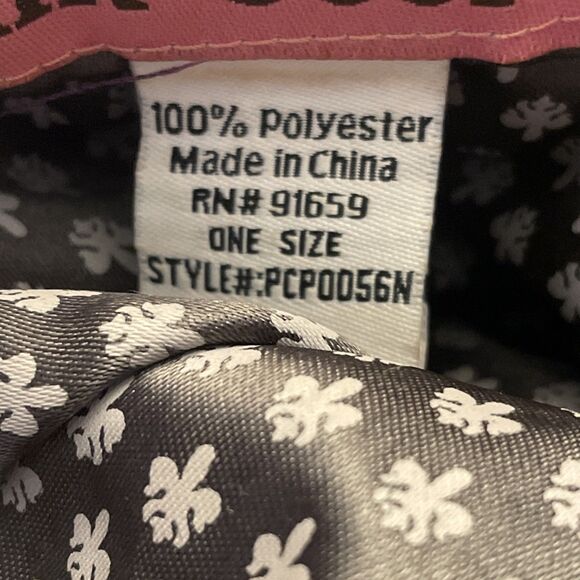 100% Polyester
Made in China
RN# 91659
ONE SIZE
STYLE#:PCP0056N